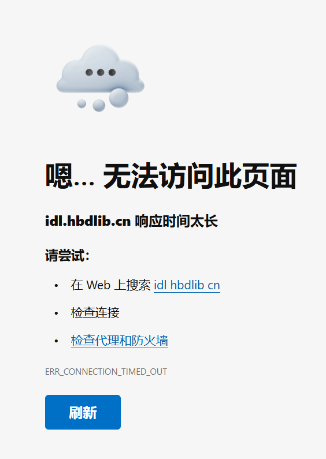 嗯... 无法访问此页面
idl.hbdlib.cn 响应时间太长
请尝试:
• 在 Web 上搜索 idl hbdlib cn
• 检查连接
• 检查代理和防火墙
ERR_CONNECTION_TIMED_OUT
刷新